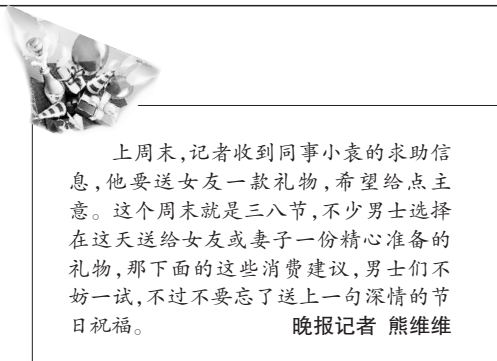 上周末,记者收到同事小袁的求助信
息,他要送女友一款礼物,希望给点主
意。这个周末就是三八节,不少男士选择
在这天送给女友或妻子一份精心准备的
礼物,那下面的这些消费建议,男士们不
妨一试,不过不要忘了送上一句深情的节
日祝福。 晚报记者 熊维维